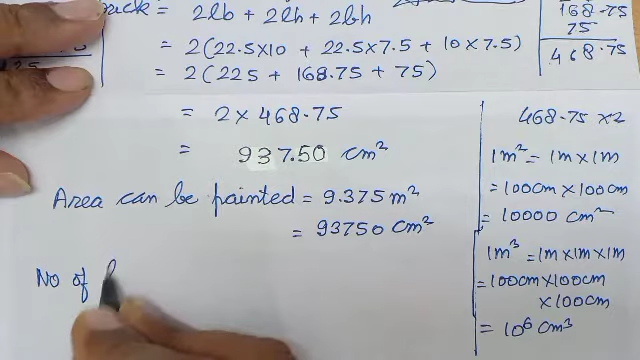 = 2lb + 2lh + 2bh
= 2(22.5×10 + 22.5×7.5 + 10×7.5)
= 2(225 + 168.75 + 75)
= 2 × 468.75
= 937.50 cm²
Area can be painted = 9.375 m²
= 93750 cm²
No of
168.75
75
468.75
468.75 ×2
1m² = 1m × 1m
= 100cm × 100cm
= 10000 cm²
1m³ = 1m×1m×1m
= 100cm×100cm
×100cm
= 10⁶ cm³